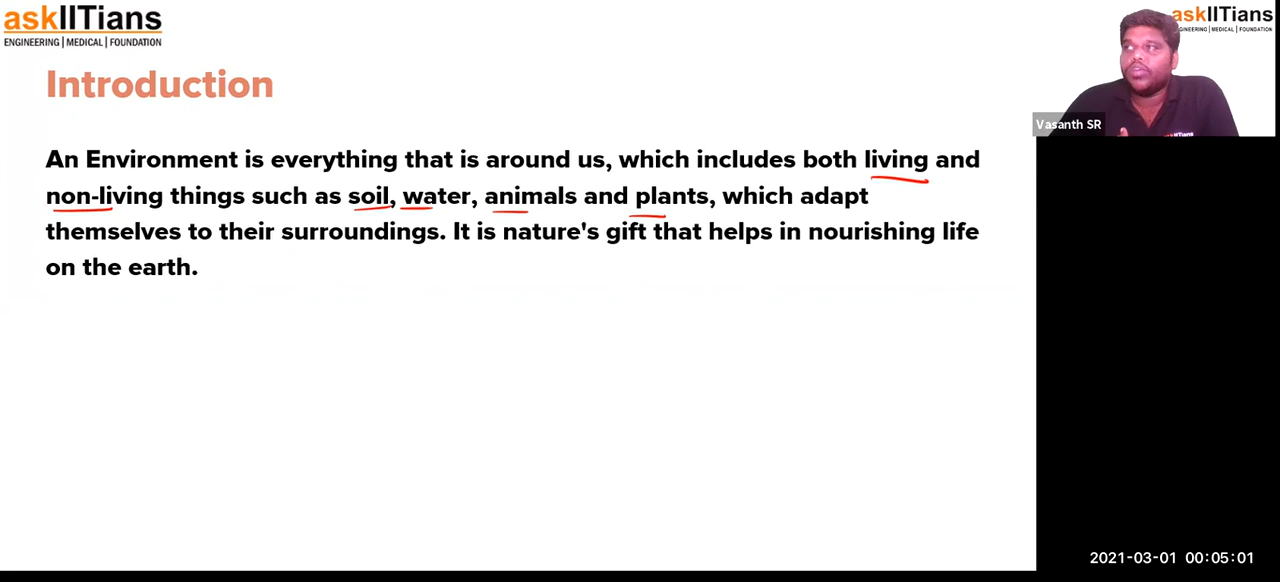 askIITians
ENGINEERING | MEDICAL | FOUNDATION
askIITians
ENGINEERING | MEDICAL | FOUNDATION
Introduction
Vasanth SR
An Environment is everything that is around us, which includes both living and
non-living things such as soil, water, animals and plants, which adapt
themselves to their surroundings. It is nature's gift that helps in nourishing life
on the earth.
2021-03-01 00:05:01